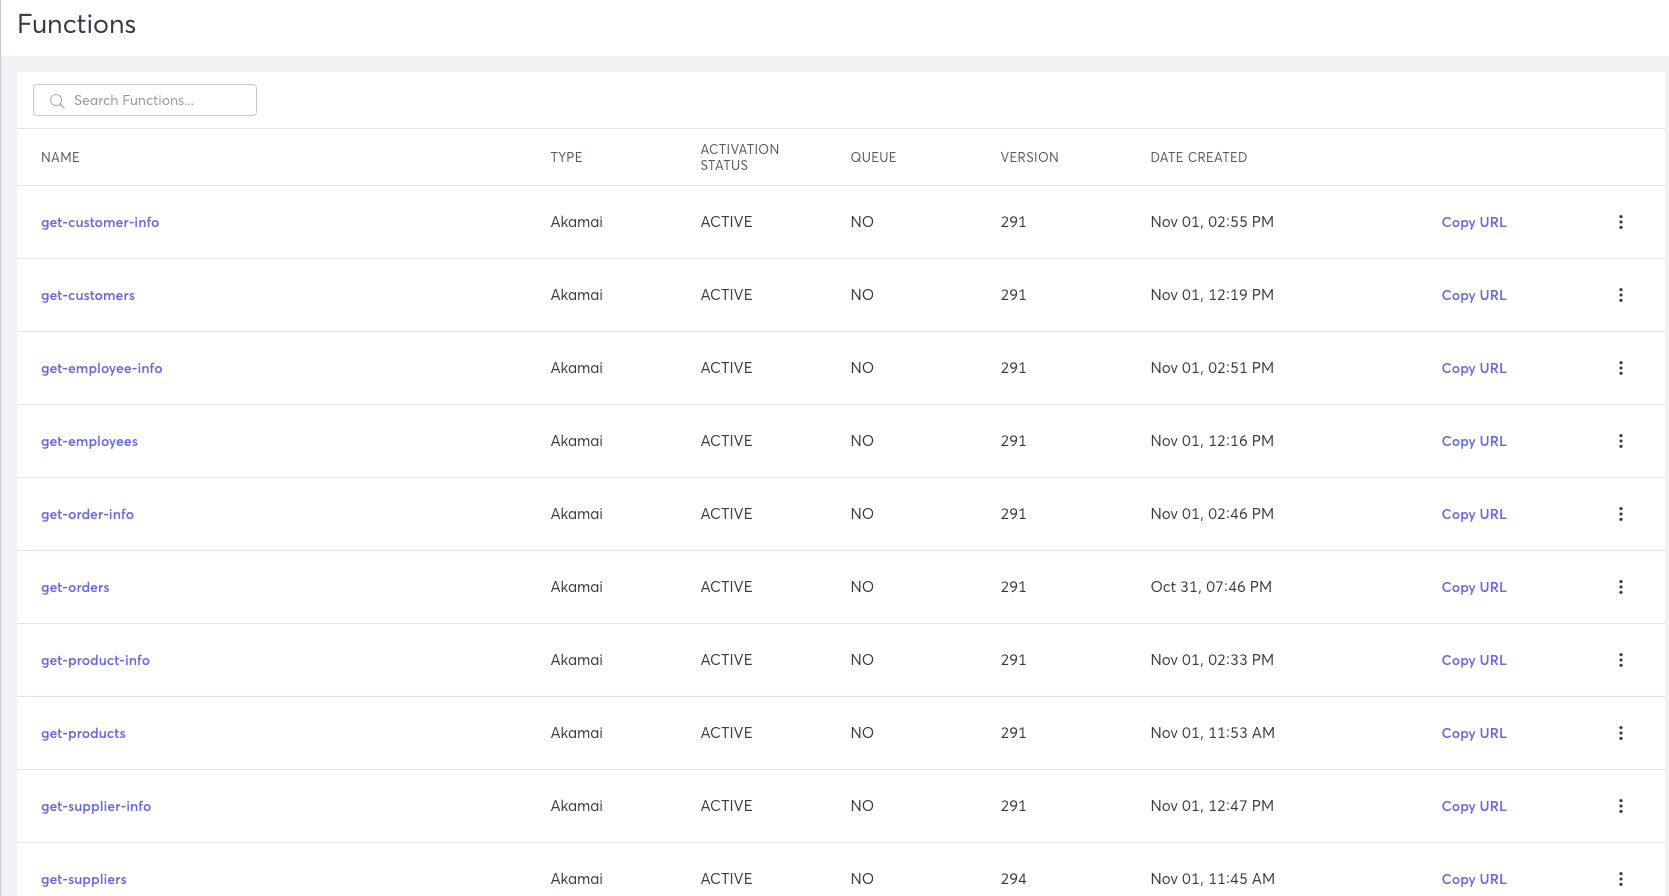 Functions
Search Functions...
NAME TYPE ACTIVATION STATUS QUEUE VERSION DATE CREATED
get-customer-info Akamai ACTIVE NO 291 Nov 01, 02:55 PM Copy URL
get-customers Akamai ACTIVE NO 291 Nov 01, 12:19 PM Copy URL
get-employee-info Akamai ACTIVE NO 291 Nov 01, 02:51 PM Copy URL
get-employees Akamai ACTIVE NO 291 Nov 01, 12:16 PM Copy URL
get-order-info Akamai ACTIVE NO 291 Nov 01, 02:46 PM Copy URL
get-orders Akamai ACTIVE NO 291 Oct 31, 07:46 PM Copy URL
get-product-info Akamai ACTIVE NO 291 Nov 01, 02:33 PM Copy URL
get-products Akamai ACTIVE NO 291 Nov 01, 11:53 AM Copy URL
get-supplier-info Akamai ACTIVE NO 291 Nov 01, 12:47 PM Copy URL
get-suppliers Akamai ACTIVE NO 294 Nov 01, 11:45 AM Copy URL